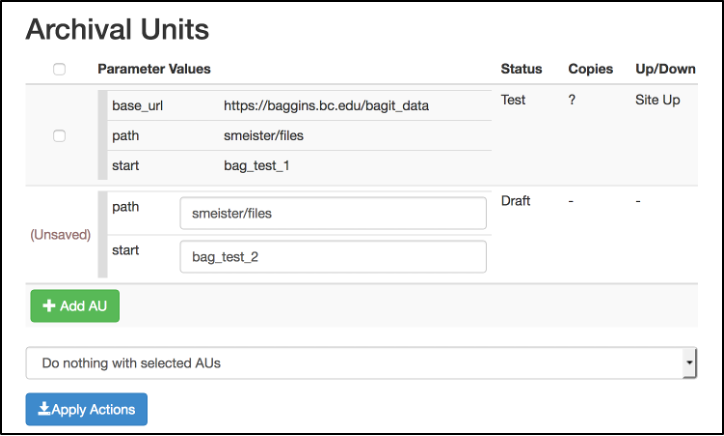 Archival Units
Parameter Values Status Copies Up/Down
base_url https://baggins.bc.edu/bagit_data Test ? Site Up
path smeister/files
start bag_test_1
(Unsaved) path smeister/files Draft - -
start bag_test_2
+ Add AU
Do nothing with selected AUs
Apply Actions